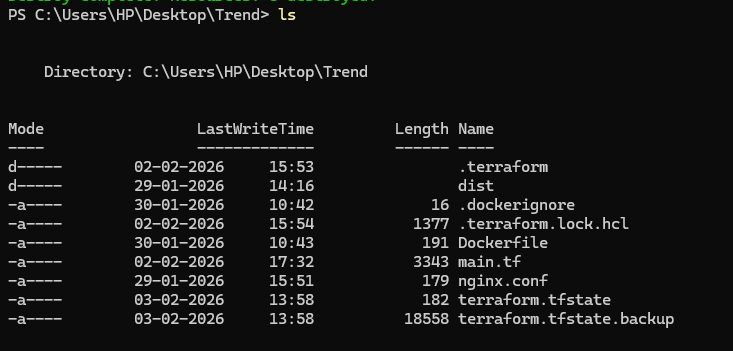 PS C:\Users\HP\Desktop\Trend> ls
Directory: C:\Users\HP\Desktop\Trend
Mode                 LastWriteTime         Length Name
----                 -------------         ------ ----
d-----        02-02-2026     15:53                .terraform
d-----        29-01-2026     14:16                dist
-a----        30-01-2026     10:42             16 .dockerignore
-a----        02-02-2026     15:54           1377 .terraform.lock.hcl
-a----        30-01-2026     10:43            191 Dockerfile
-a----        02-02-2026     17:32           3343 main.tf
-a----        29-01-2026     15:51            179 nginx.conf
-a----        03-02-2026     13:58            182 terraform.tfstate
-a----        03-02-2026     13:58          18558 terraform.tfstate.backup